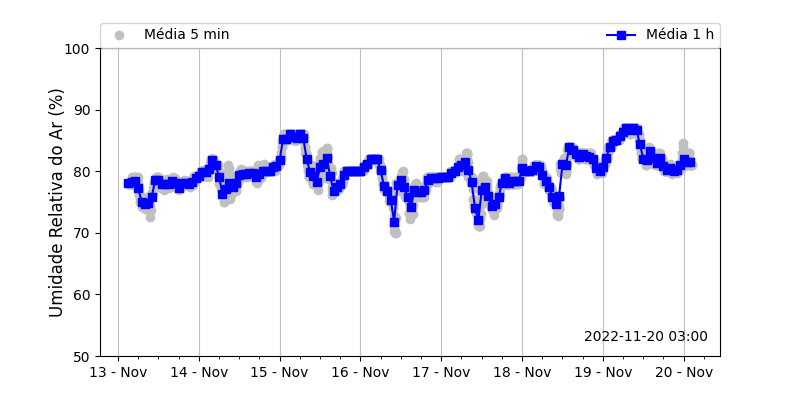 Média 5 min
Média 1 h
Umidade Relativa do Ar (%)
100
90
80
70
60
50
2022-11-20 03:00
13 - Nov
14 - Nov
15 - Nov
16 - Nov
17 - Nov
18 - Nov
19 - Nov
20 - Nov